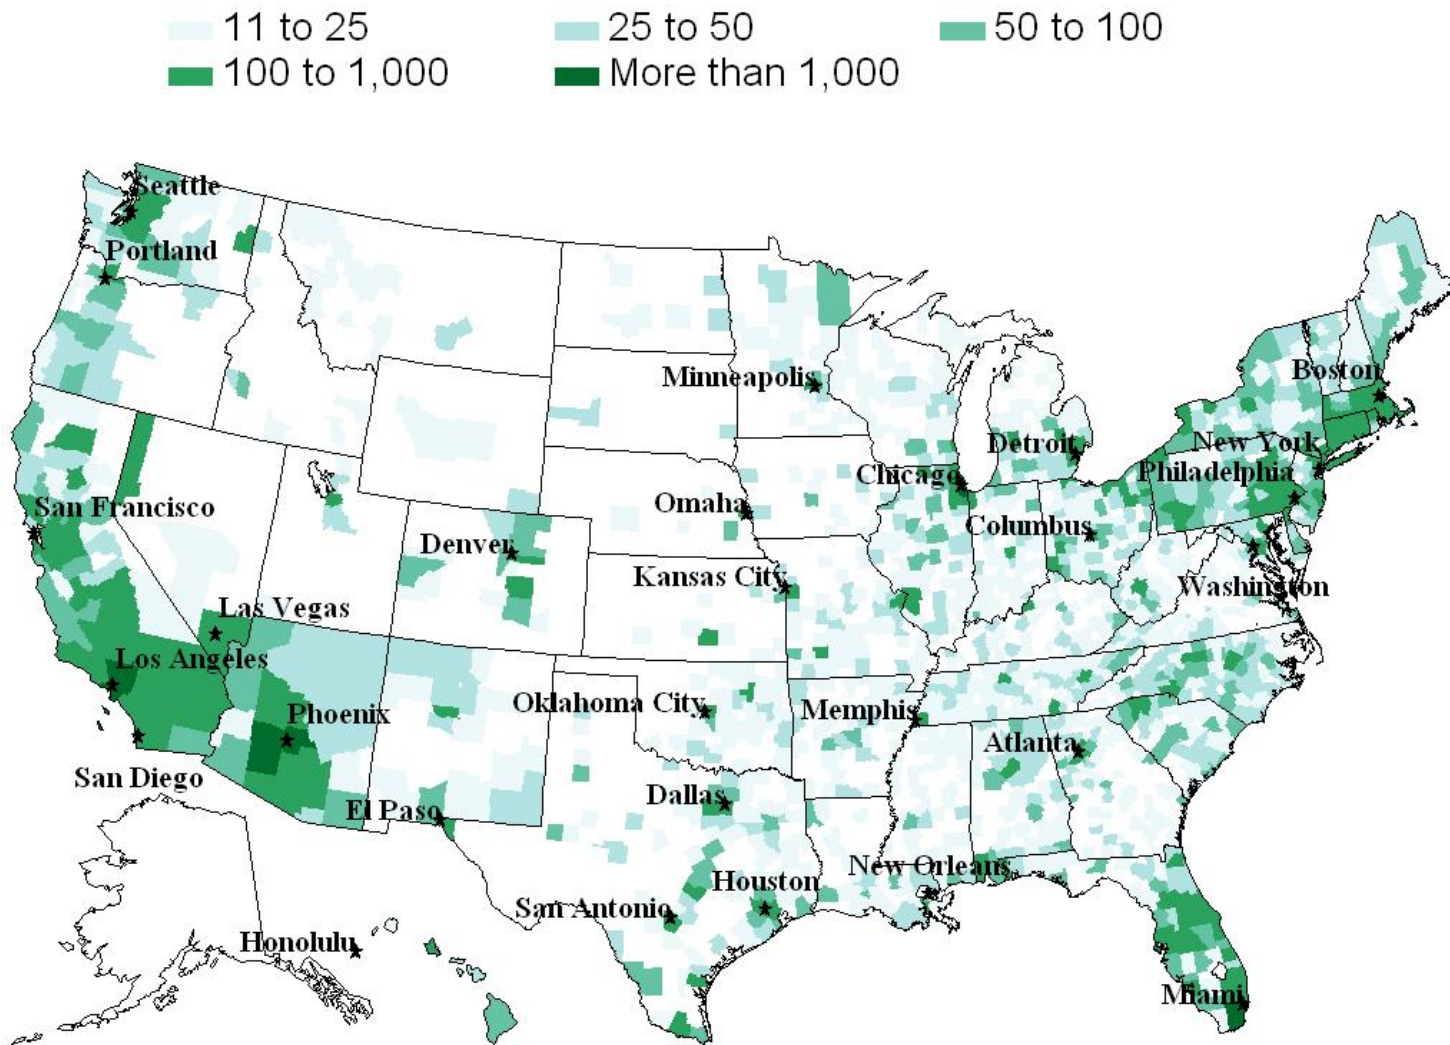 11 to 25 25 to 50 50 to 100
100 to 1,000 More than 1,000
Seattle
Portland
Minneapolis
Boston
New York
Detroit
Chicago
Philadelphia
San Francisco
Omaha
Columbus
Denver
Kansas City
Washington
Las Vegas
Los Angeles
Oklahoma City
Memphis
Phoenix
Atlanta
San Diego
Dallas
El Paso
New Orleans
Houston
San Antonio
Honolulu
Miami